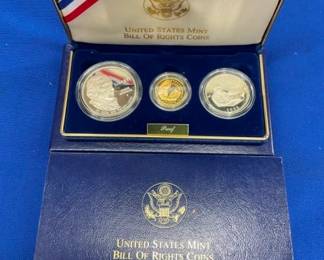 UNITED STATES MINT
BILL OF RIGHTS COINS
Proof
UNITED STATES MINT
BILL OF RIGHTS COINS